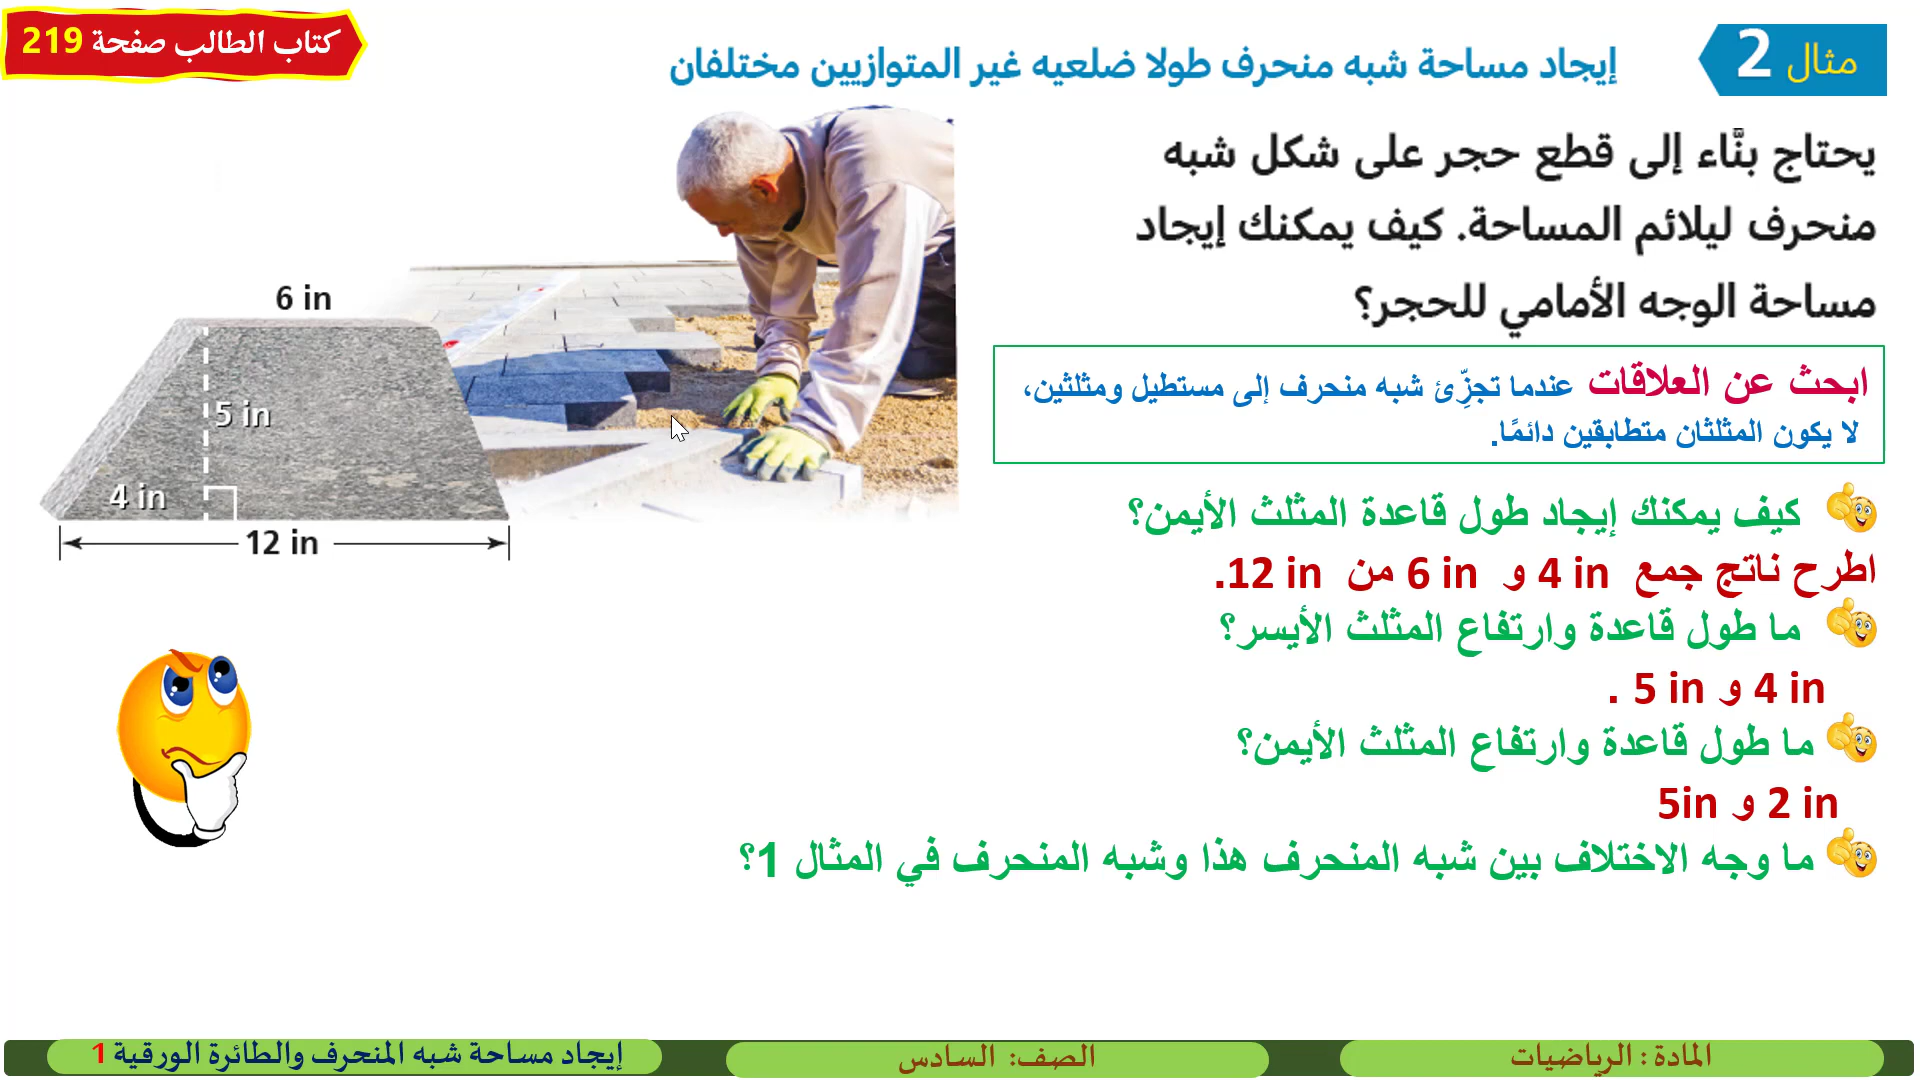 كتاب الطالب صفحة 219
مثال 2
إيجاد مساحة شبه منحرف طولا ضلعيه غير المتوازيين مختلفان
يحتاج بنَّاء إلى قطع حجر على شكل شبه
منحرف ليلائم المساحة. كيف يمكنك إيجاد
مساحة الوجه الأمامي للحجر؟
6 in
5 in
4 in
12 in
ابحث عن العلاقات عندما تجزِّئ شبه منحرف إلى مستطيل ومثلثين،
لا يكون المثلثان متطابقين دائمًا.
كيف يمكنك إيجاد طول قاعدة المثلث الأيمن؟
اطرح ناتج جمع 4 in و 6 in من 12 in.
ما طول قاعدة وارتفاع المثلث الأيسر؟
4 in و 5 in .
ما طول قاعدة وارتفاع المثلث الأيمن؟
2 in و 5in
ما وجه الاختلاف بين شبه المنحرف هذا وشبه المنحرف في المثال 1؟
المادة : الرياضيات
الصف: السادس
إيجاد مساحة شبه المنحرف والطائرة الورقية 1